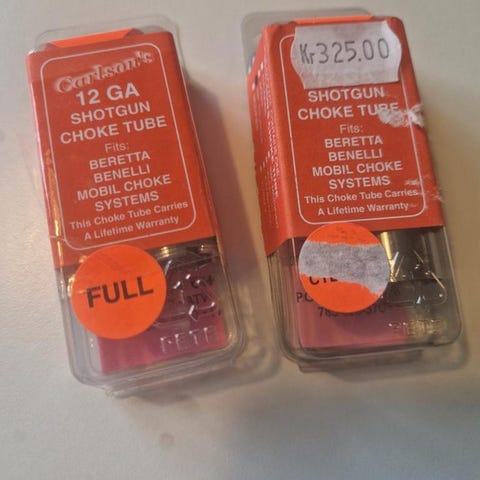 Carlson's
12 GA
SHOTGUN
CHOKE TUBE
Fits:
BERETTA
BENELLI
MOBIL CHOKE
SYSTEMS
This Choke Tube Carries
A Lifetime Warranty
FULL
PETE
Kr325.00
SHOTGUN
CHOKE TUBE
Fits:
BERETTA
BENELLI
MOBIL CHOKE
SYSTEMS
This Choke Tube Carries
A Lifetime Warranty